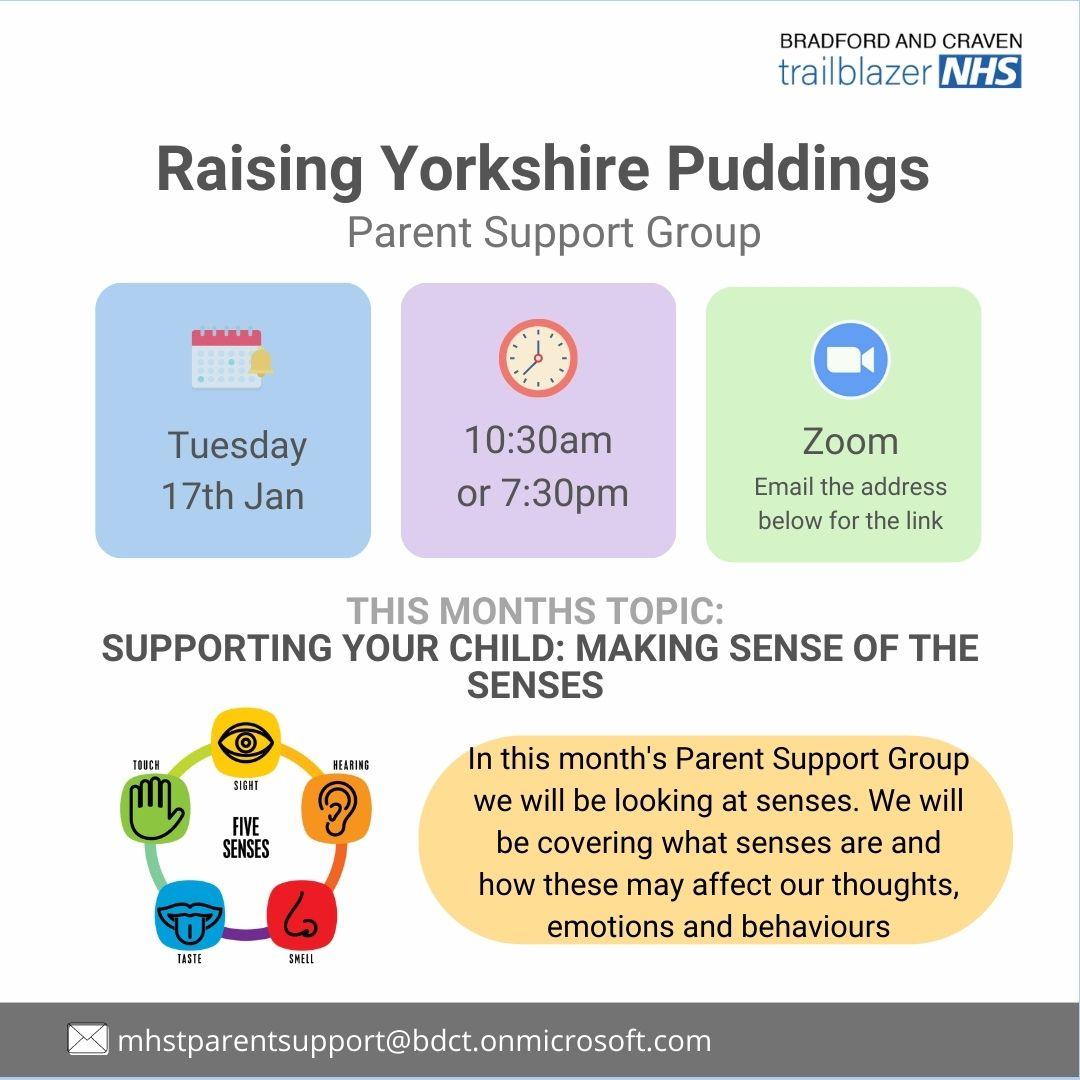 BRADFORD AND CRAVEN
trailblazer NHS
Raising Yorkshire Puddings
Parent Support Group
Tuesday
17th Jan
10:30am
or 7:30pm
Zoom
Email the address
below for the link
THIS MONTHS TOPIC:
SUPPORTING YOUR CHILD: MAKING SENSE OF THE
SENSES
TOUCH
SIGHT
HEARING
FIVE
SENSES
TASTE
SMELL
In this month's Parent Support Group
we will be looking at senses. We will
be covering what senses are and
how these may affect our thoughts,
emotions and behaviours
mhstparentsupport@bdct.onmicrosoft.com